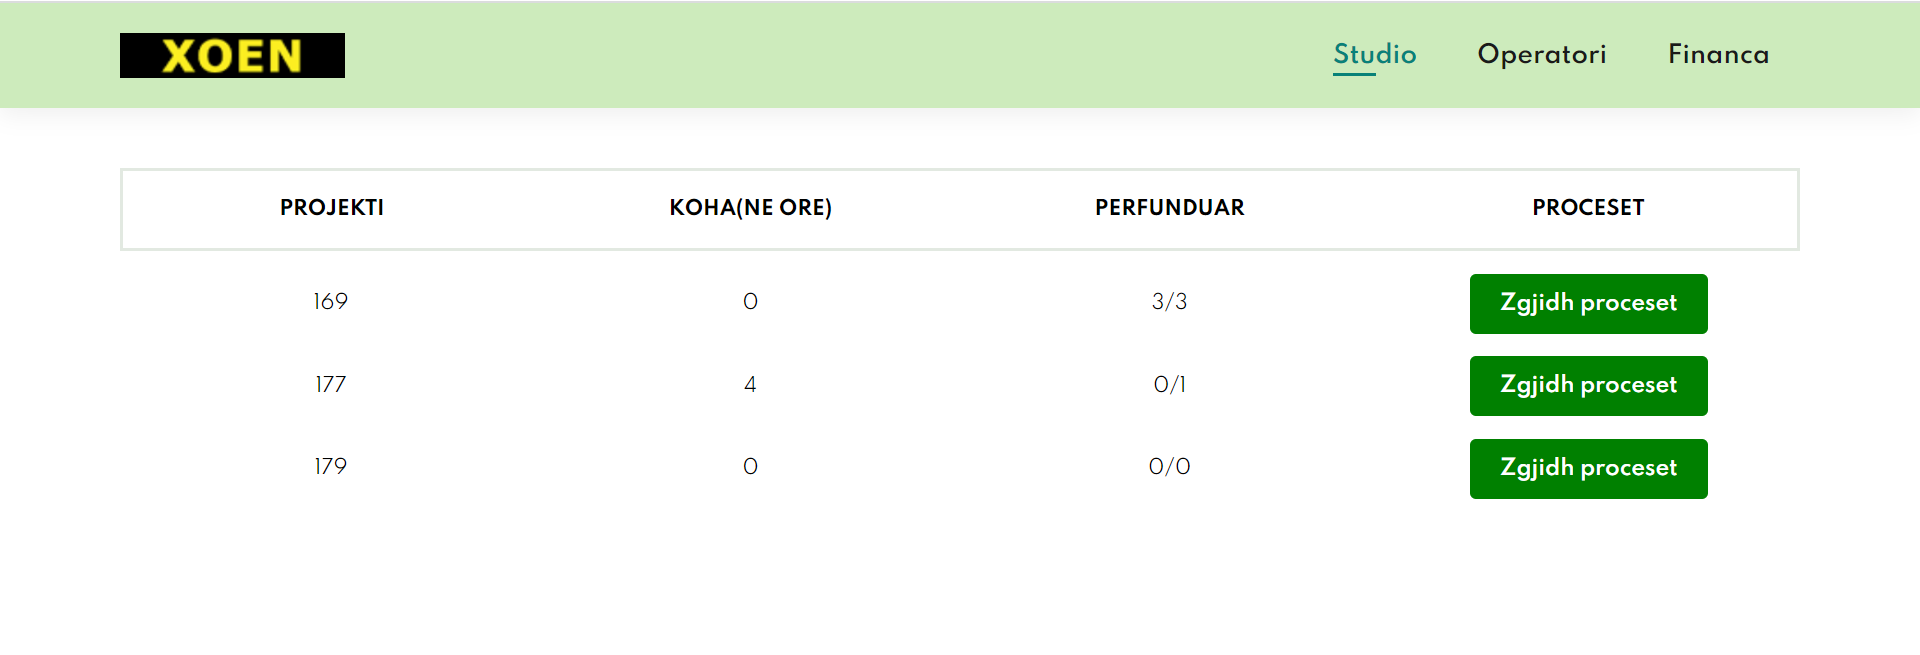 XOEN
Studio Operatori Financa
PROJEKTI KOHA(NE ORE) PERFUNDUAR PROCESET
169 0 3/3 Zgjidh proceset
177 4 0/1 Zgjidh proceset
179 0 0/0 Zgjidh proceset